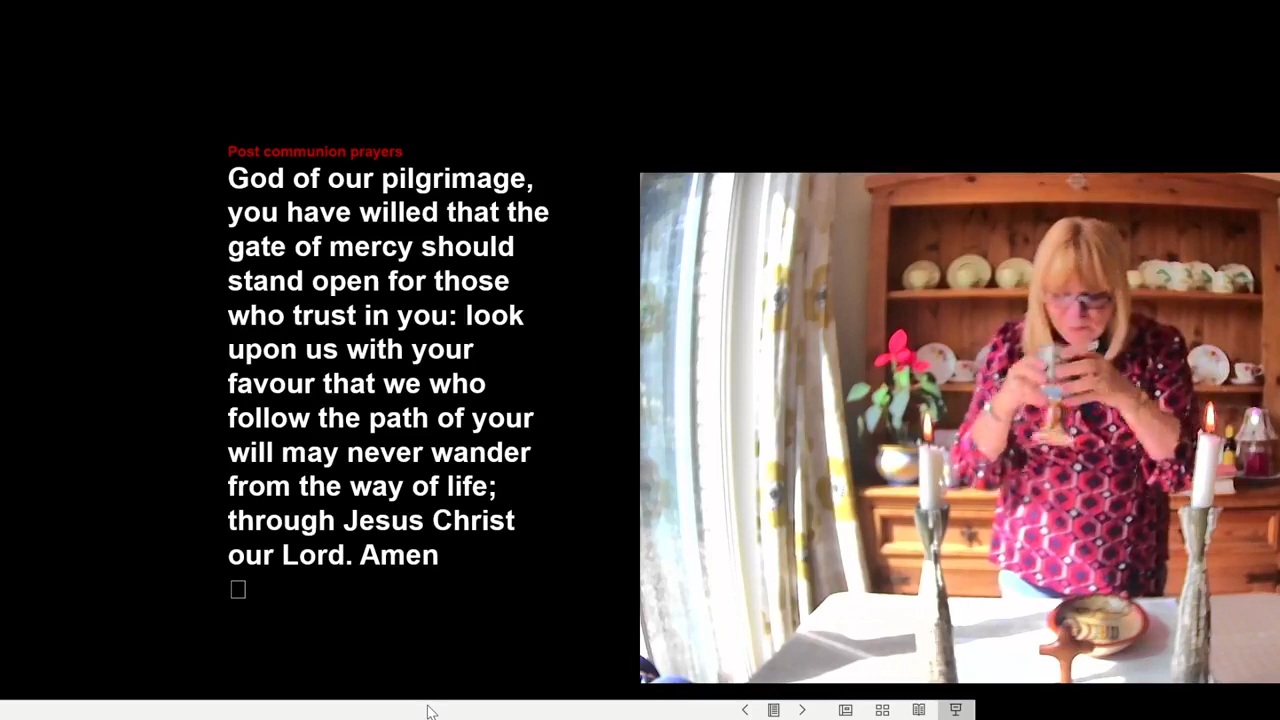 Post communion prayers
God of our pilgrimage,
you have willed that the
gate of mercy should
stand open for those
who trust in you: look
upon us with your
favour that we who
follow the path of your
will may never wander
from the way of life;
through Jesus Christ
our Lord. Amen